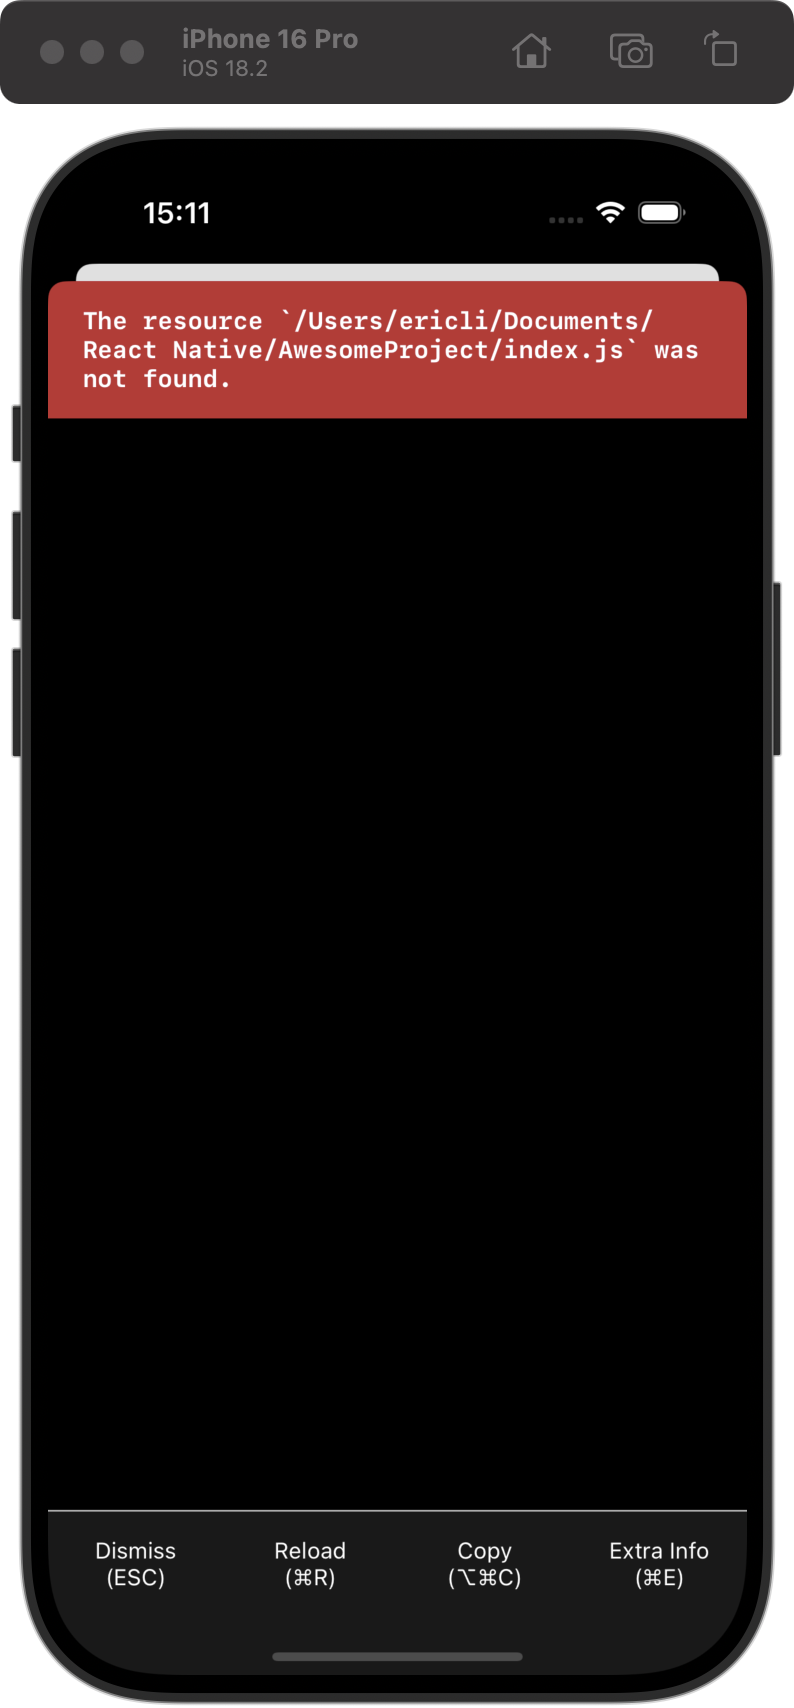 iPhone 16 Pro
iOS 18.2
15:11
The resource `/Users/ericli/Documents/
React Native/AwesomeProject/index.js` was
not found.
Dismiss
(ESC)
Reload
(⌘R)
Copy
(⌥⌘C)
Extra Info
(⌘E)